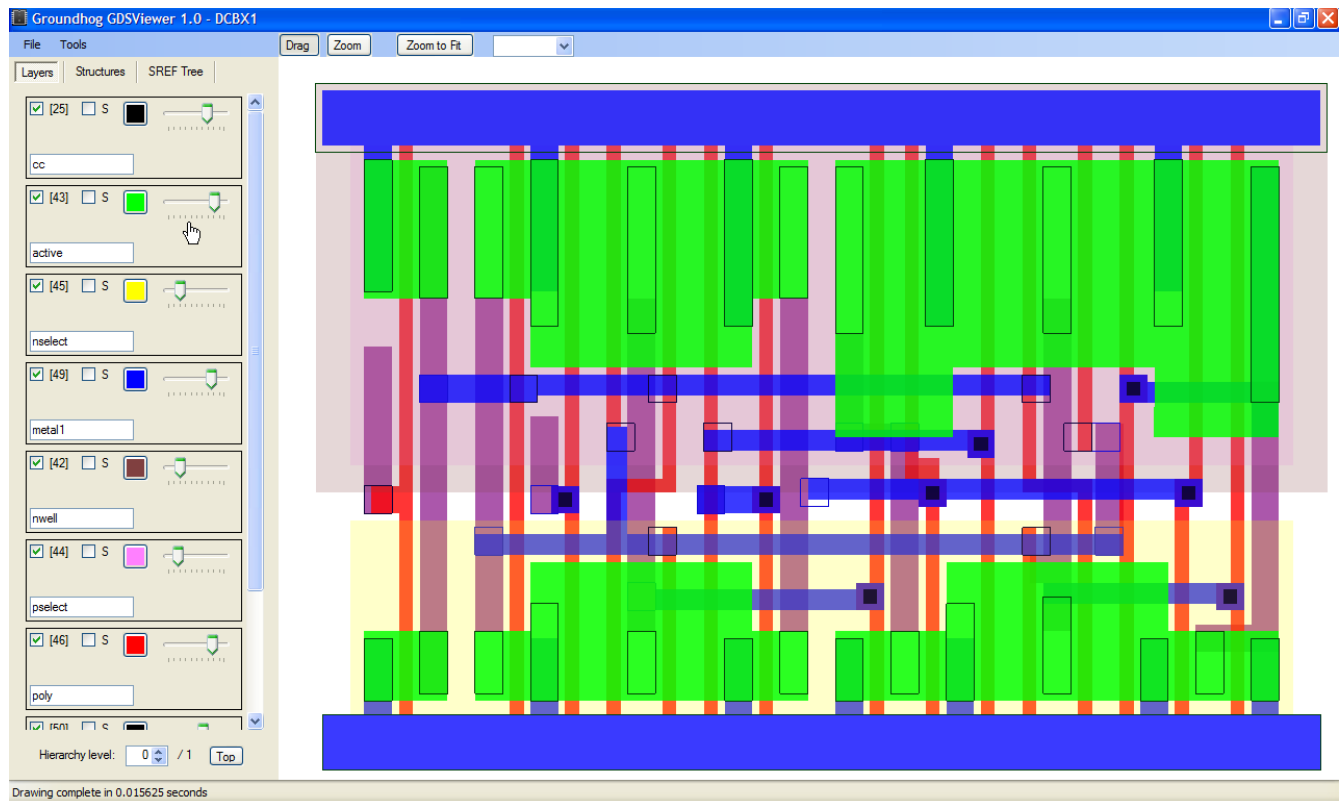 Groundhog GDSViewer 1.0 - DCBX1
File Tools
Drag Zoom Zoom to Fit
Layers Structures SREF Tree
[25] S
cc
[43] S
active
[45] S
nselect
[49] S
metal1
[42] S
nwell
[44] S
pselect
[46] S
poly
[50] S
Hierarchy level: 0 / 1 Top
Drawing complete in 0.015625 seconds